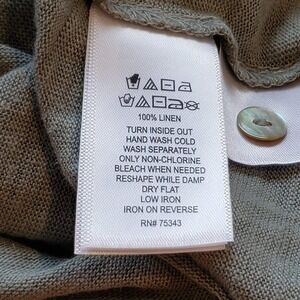 100% LINEN
TURN INSIDE OUT
HAND WASH COLD
WASH SEPARATELY
ONLY NON-CHLORINE
BLEACH WHEN NEEDED
RESHAPE WHILE DAMP
DRY FLAT
LOW IRON
IRON ON REVERSE
RN# 75343